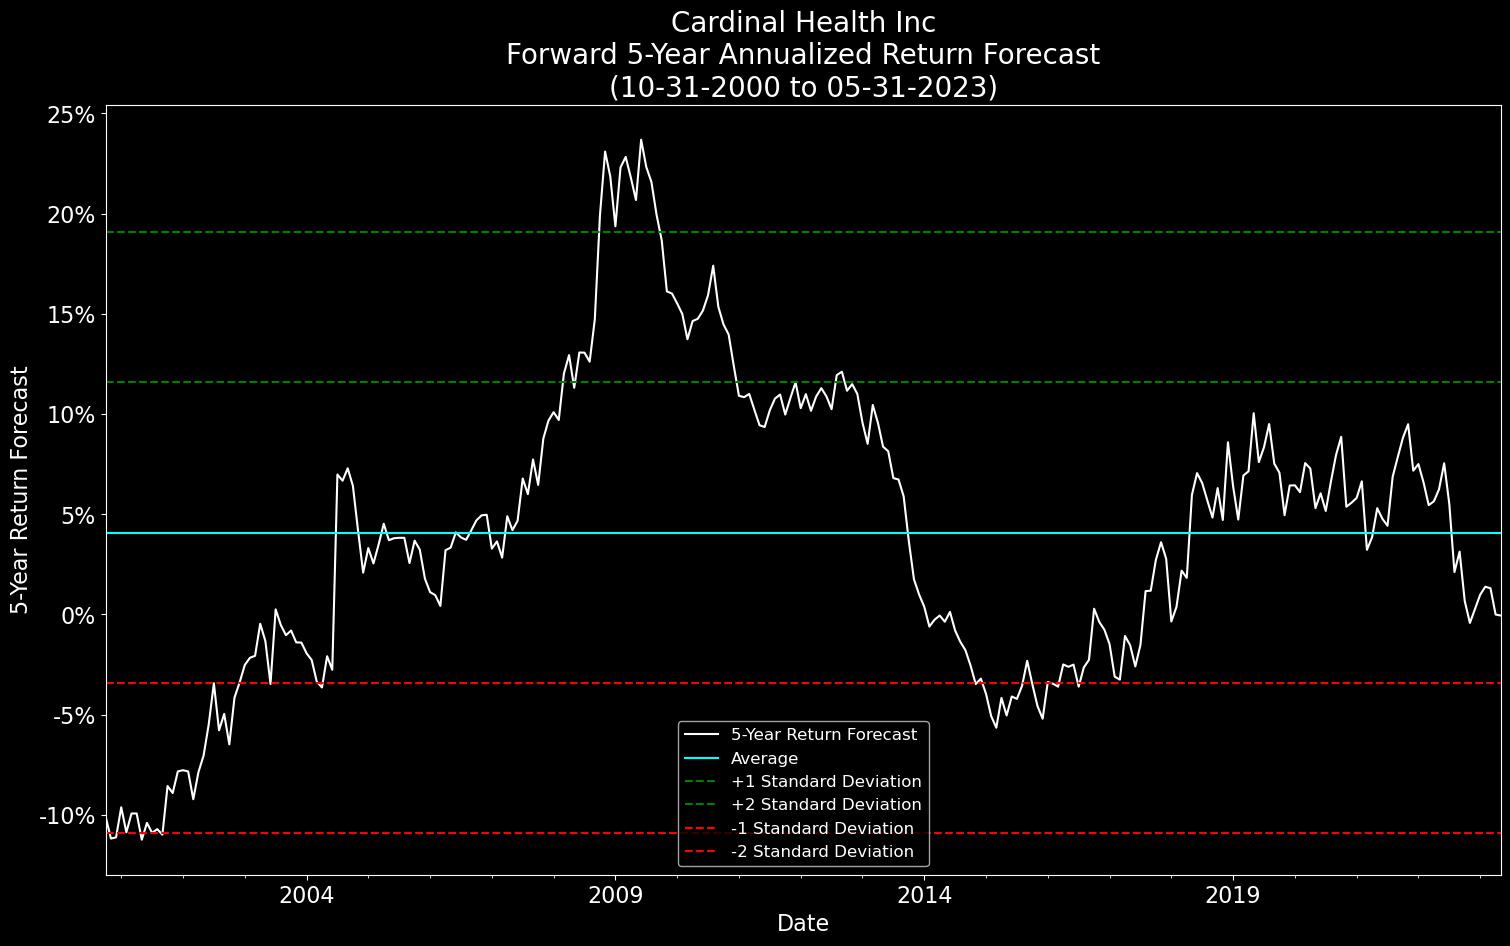 Cardinal Health Inc
Forward 5-Year Annualized Return Forecast
(10-31-2000 to 05-31-2023)
25%
20%
15%
10%
5%
0%
-5%
-10%
5-Year Return Forecast
5-Year Return Forecast
Average
+1 Standard Deviation
+2 Standard Deviation
-1 Standard Deviation
-2 Standard Deviation
2004
2009
2014
2019
Date